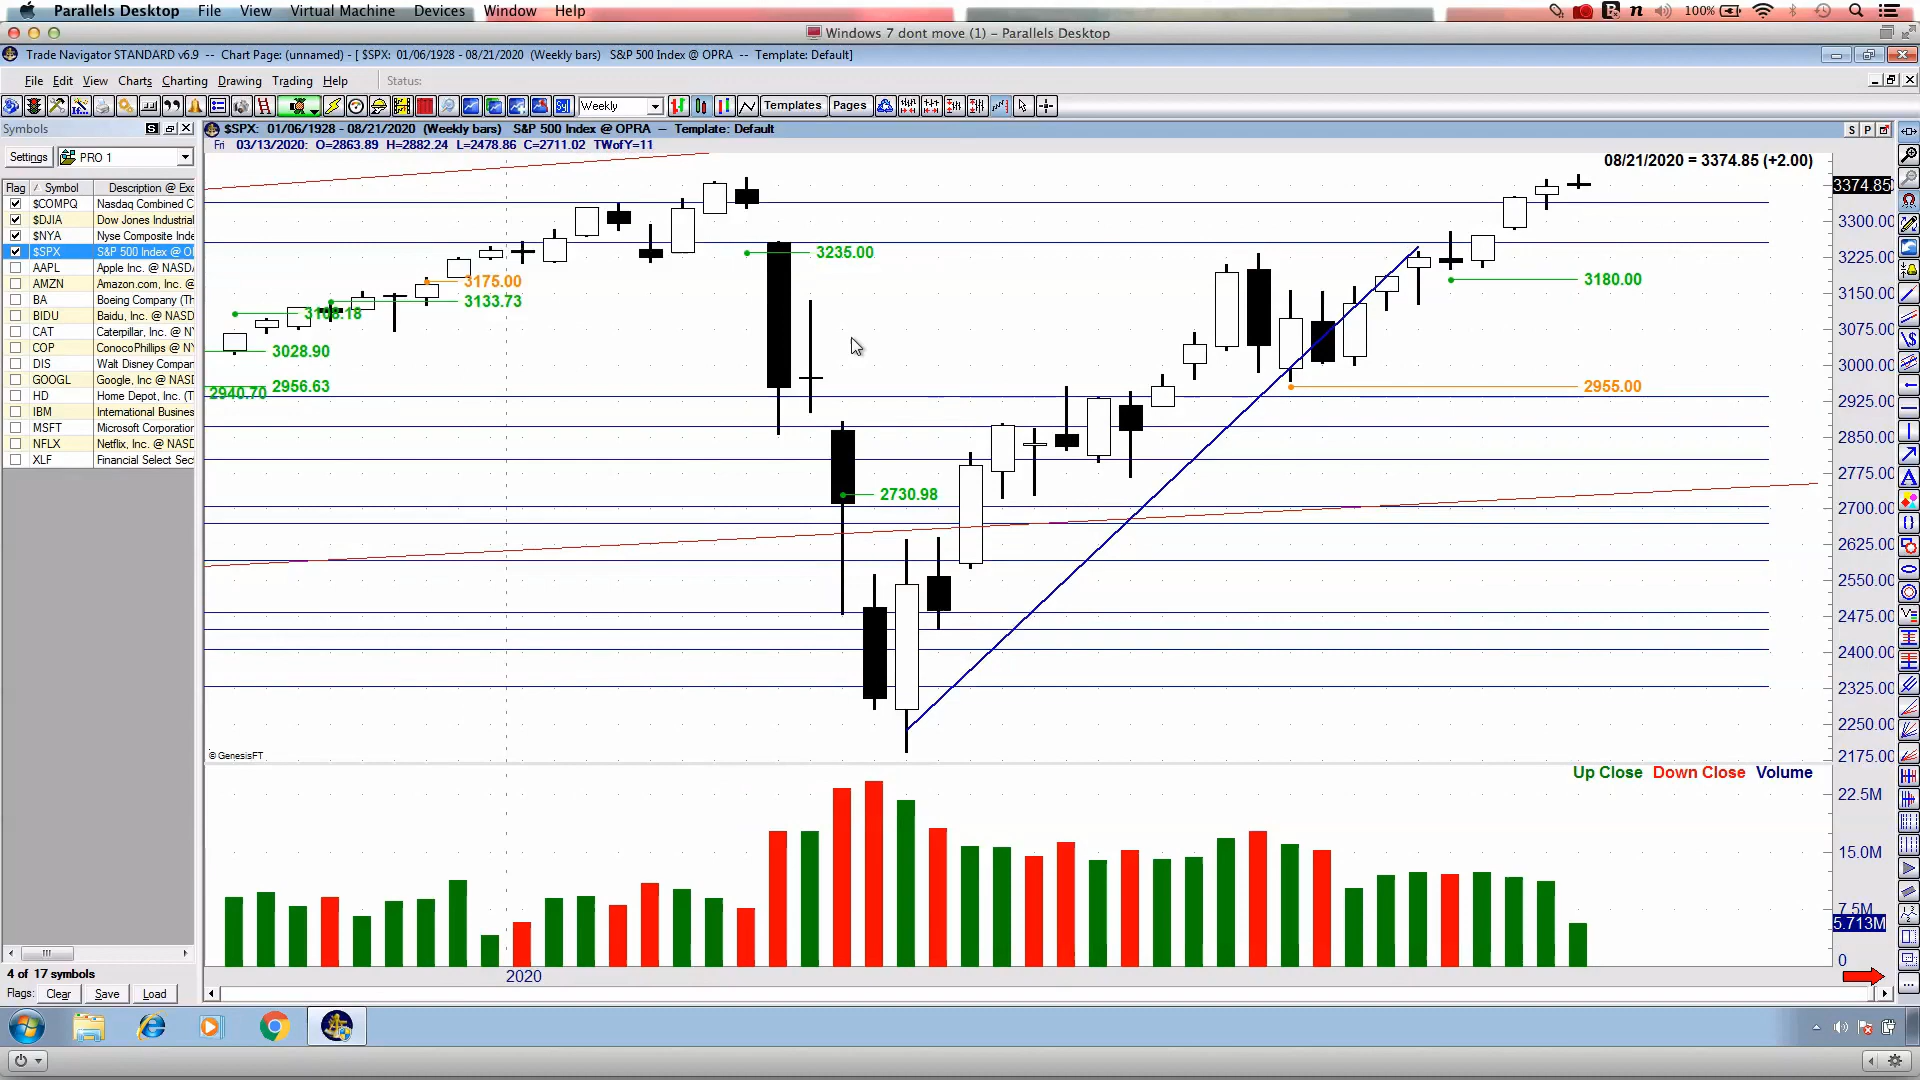 Parallels Desktop File View Virtual Machine Devices Window Help 100%
Windows 7 dont move (1) - Parallels Desktop
Trade Navigator STANDARD v6.9 -- Chart Page: (unnamed) - [ $SPX: 01/06/1928 - 08/21/2020 (Weekly bars) S&P 500 Index @ OPRA -- Template: Default]
File Edit View Charts Charting Drawing Trading Help Status:
Weekly Templates Pages
Symbols
Settings PRO 1
Flag Symbol Description @ Exc
$COMPQ Nasdaq Combined C
$DJIA Dow Jones Industrial
$NYA Nyse Composite Inde
$SPX S&P 500 Index @ O
AAPL Apple Inc. @ NASD
AMZN Amazon.com, Inc. @
BA Boeing Company (Th
BIDU Baidu, Inc. @ NASD
CAT Caterpillar, Inc. @ N
COP ConocoPhillips @ NY
DIS Walt Disney Compan
GOOGL Google, Inc @ NASD
HD Home Depot, Inc. (T
IBM International Busines
MSFT Microsoft Corporation
NFLX Netflix, Inc. @ NASD
XLF Financial Select Sect
4 of 17 symbols
Flags: Clear Save Load
$SPX: 01/06/1928 - 08/21/2020 (Weekly bars) S&P 500 Index @ OPRA -- Template: Default
S P
Fri 03/13/2020: O=2863.89 H=2882.24 L=2478.86 C=2711.02 TWofY=11
08/21/2020 = 3374.85 (+2.00)
3374.85
3300.00
3235.00
3225.00
3175.00
3180.00
3150.00
3133.73
3108.18
3075.00
3028.90
3000.00
2956.63
2955.00
2940.70
2925.00
2850.00
2775.00
2730.98
2700.00
2625.00
2550.00
2475.00
2400.00
2325.00
2250.00
2175.00
© GenesisFT
Up Close Down Close Volume
22.5M
15.0M
7.5M
5.713M
0
2020